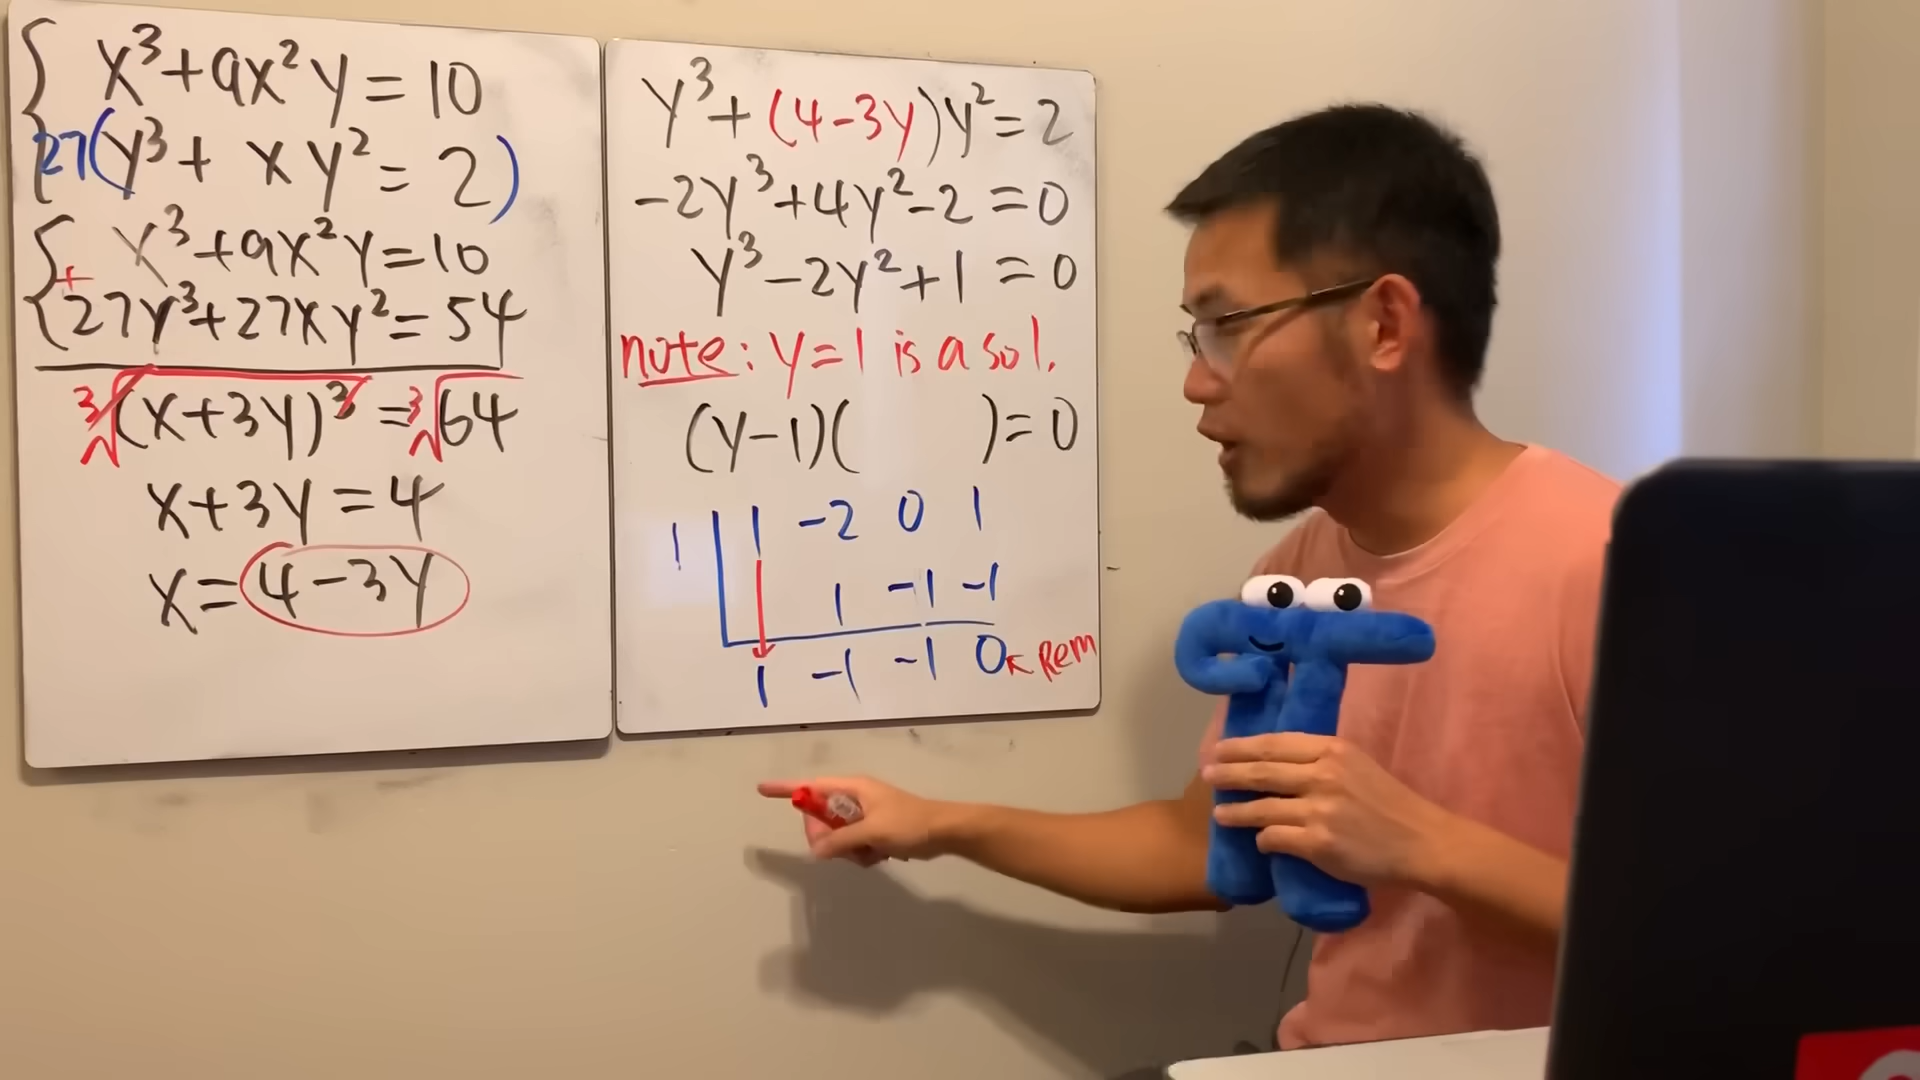 x³+9x²y=10
27(y³+ xy²=2)
x³+9x²y=10
+
27y³+27xy²=54
∛(x+3y)³=∛64
x+3y=4
x=4-3y
y³+(4-3y)y²=2
-2y³+4y²-2=0
y³-2y²+1=0
note: y=1 is a sol.
(y-1)( )=0
1 | 1 -2 0 1
1 -1 -1
1 -1 -1 0 ← Rem